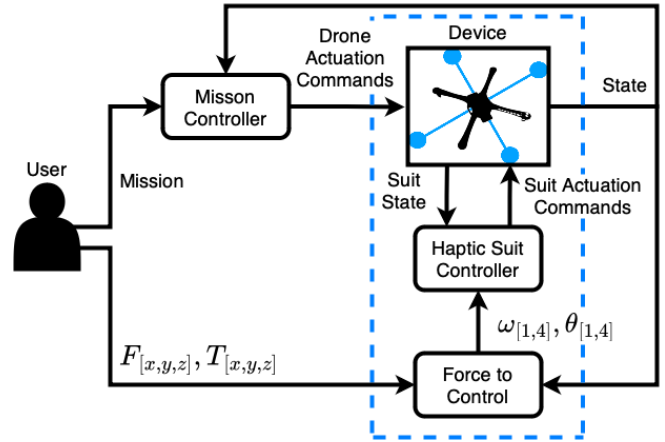 Drone
Actuation
Commands
Device
State
Misson
Controller
User
Mission
Suit
State
Suit Actuation
Commands
Haptic Suit
Controller
ω[1,4], θ[1,4]
F[x,y,z], T[x,y,z]
Force to
Control